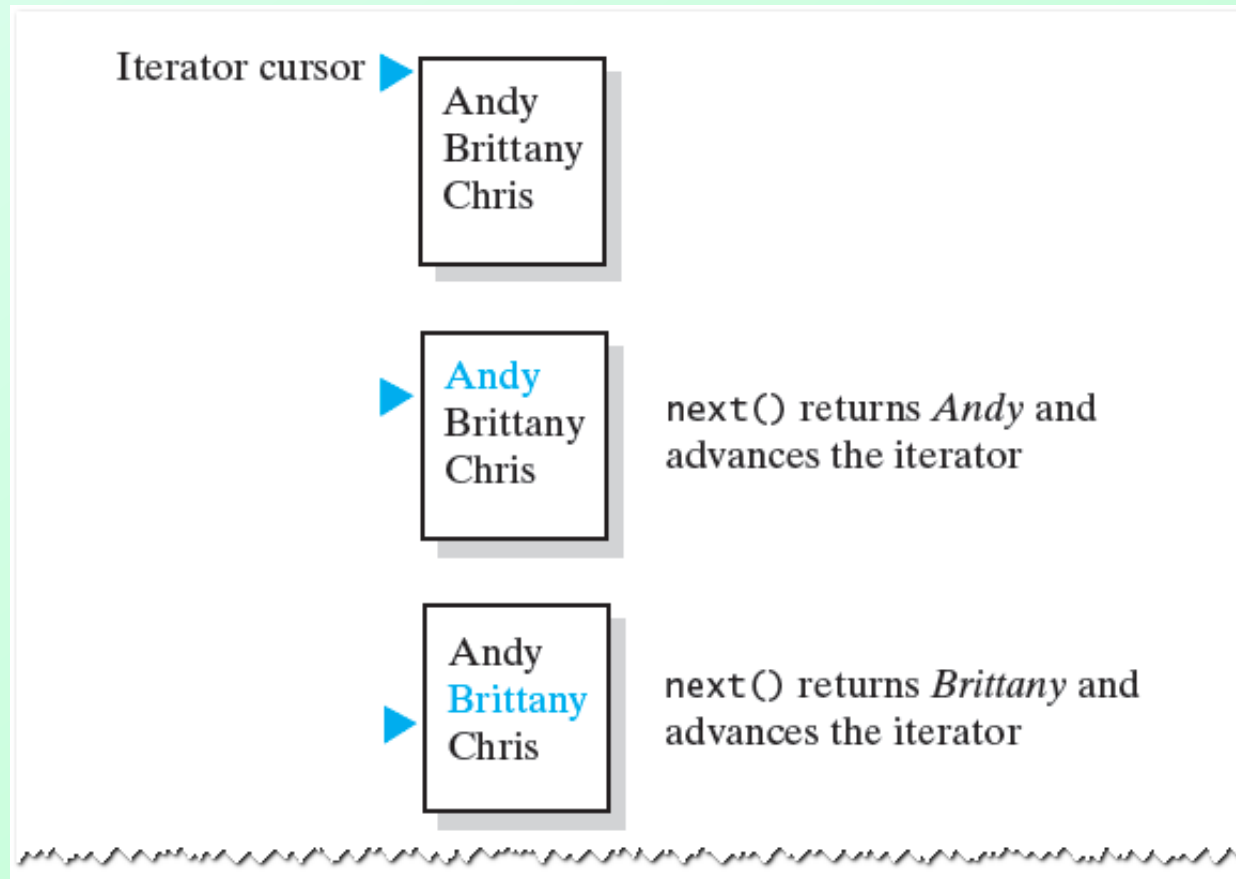 Iterator cursor
Andy
Brittany
Chris
Andy
Brittany
Chris
next() returns Andy and
advances the iterator
Andy
Brittany
Chris
next() returns Brittany and
advances the iterator